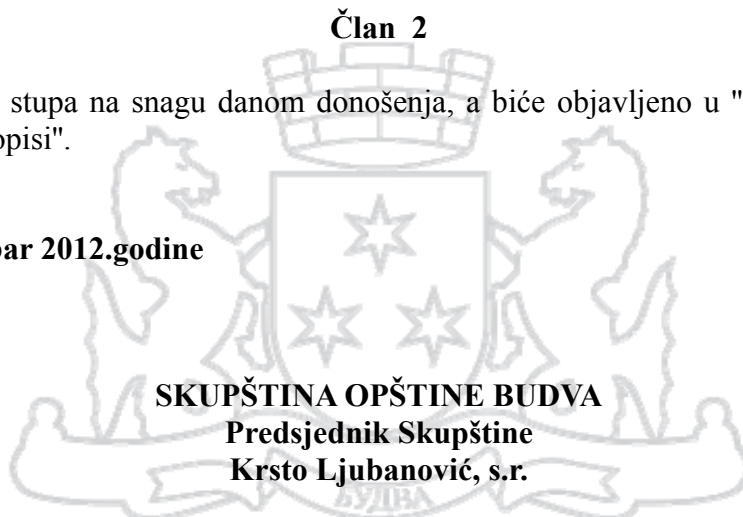 Član 2
stupa na snagu danom donošenja, a biće objavljeno u "
opisi".
bar 2012.godine
SKUPŠTINA OPŠTINE BUDVA
Predsjednik Skupštine
Krsto Ljubanović, s.r.
БУДВА